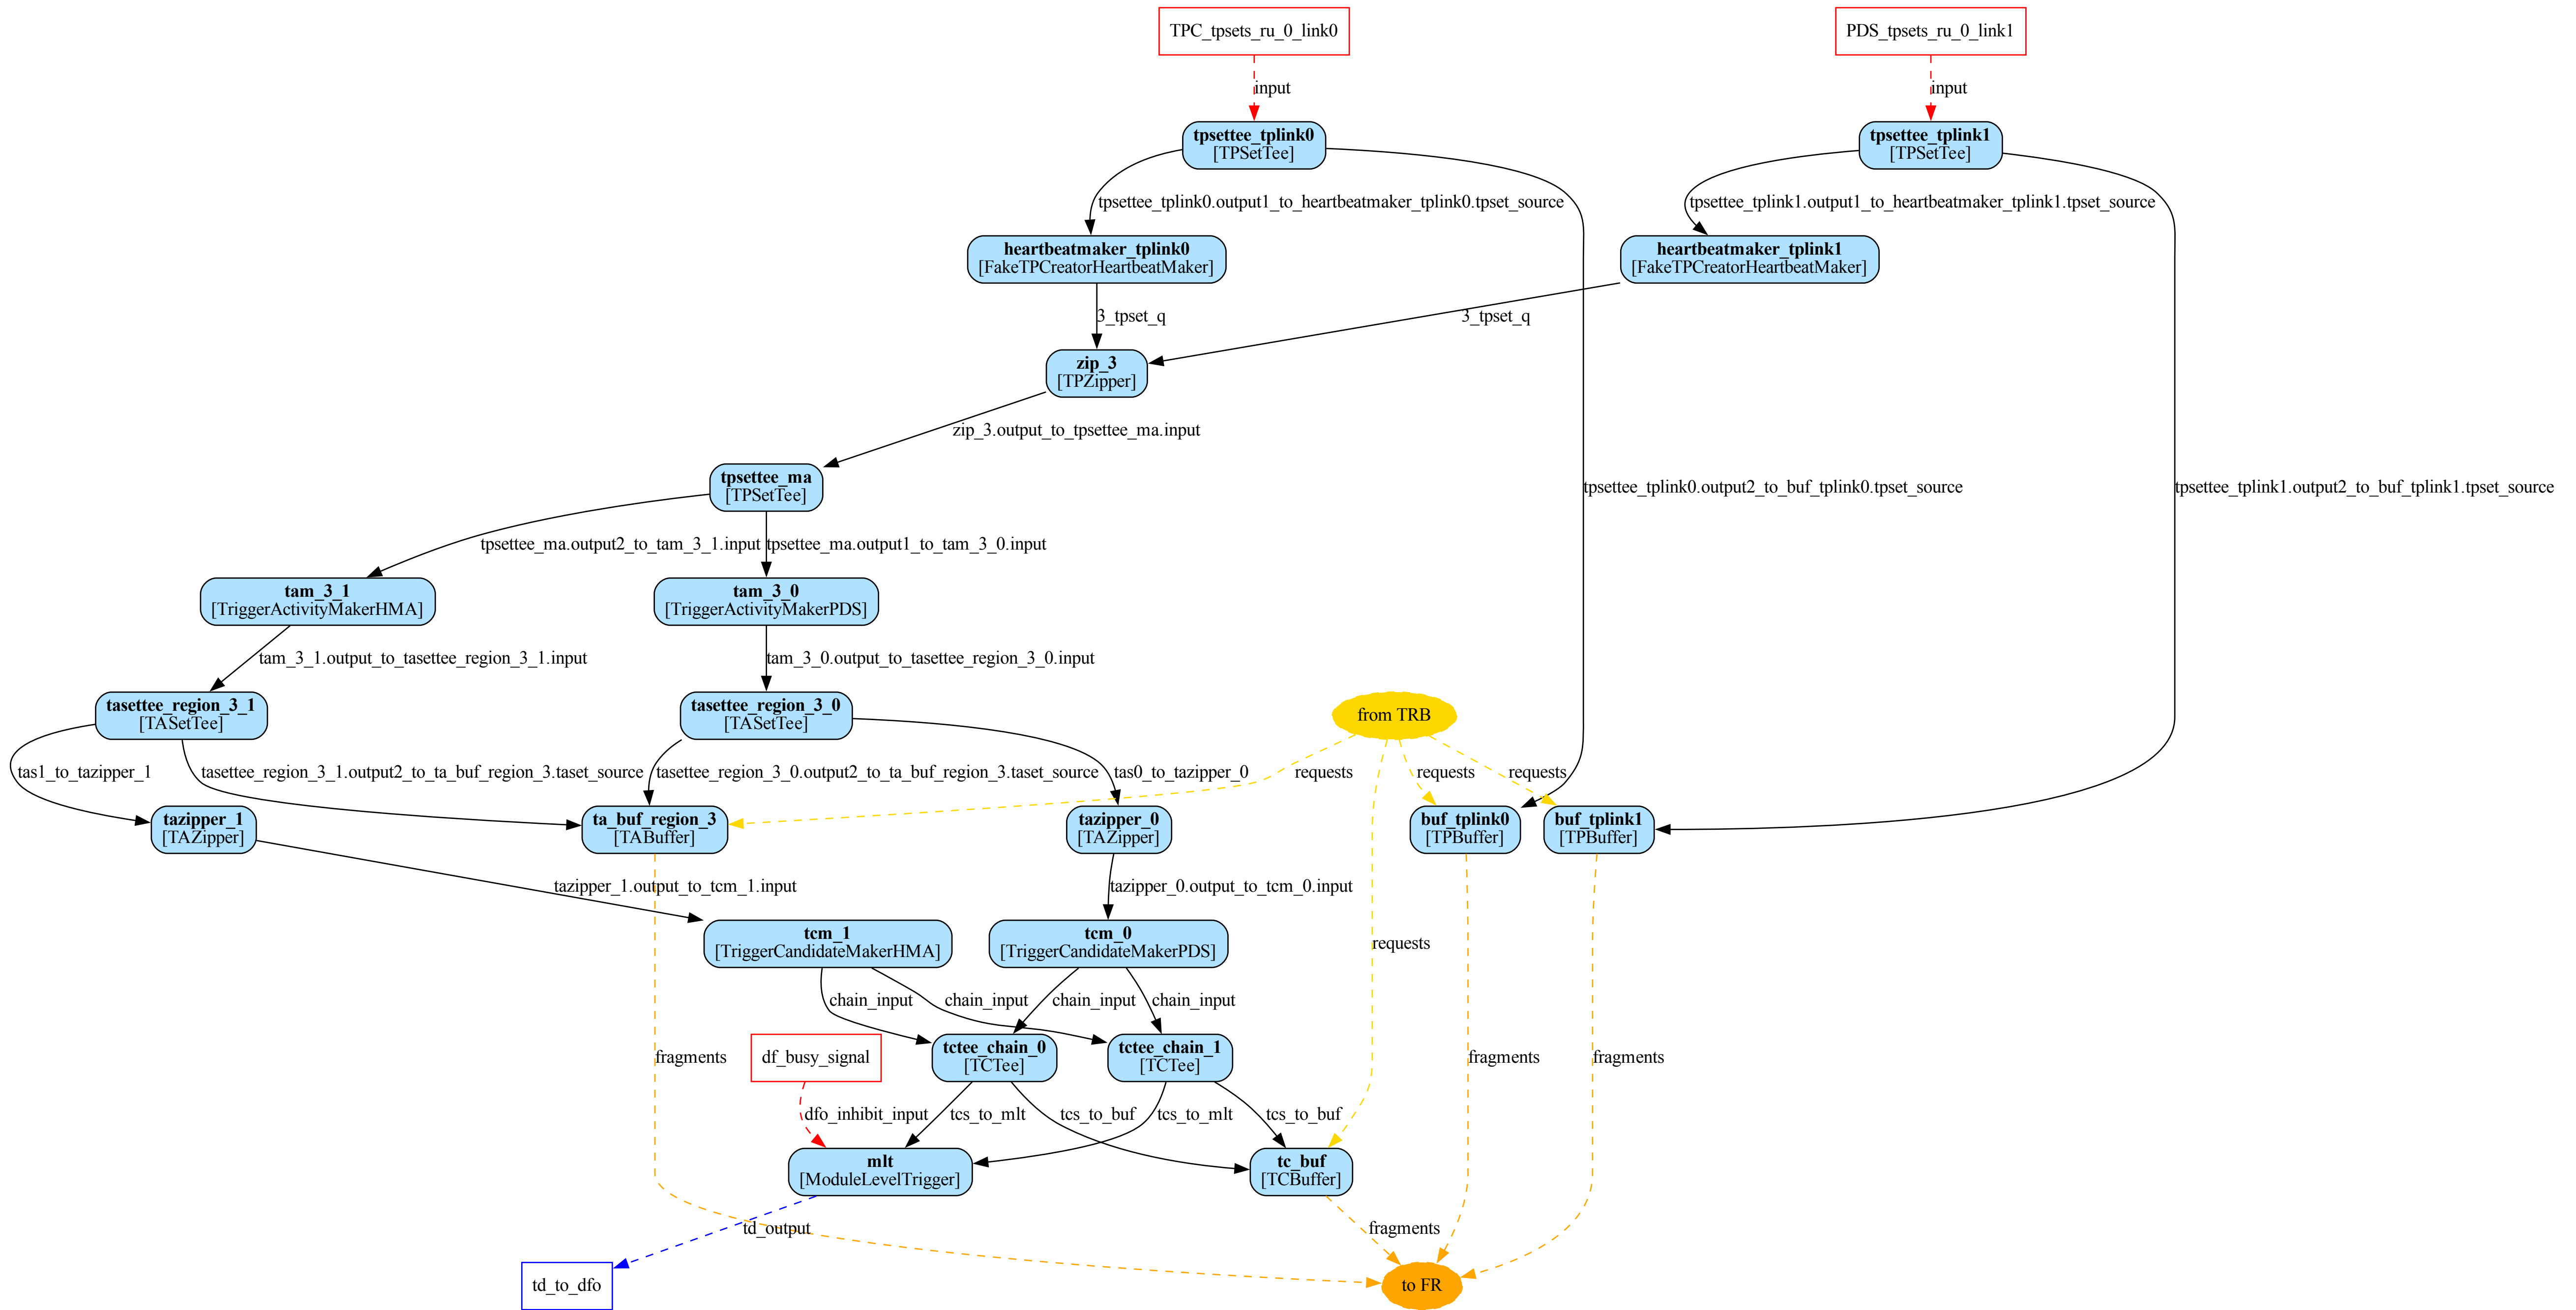 TPC_tpsets_ru_0_link0
PDS_tpsets_ru_0_link1
input
input
tpsettee_tplink0
[TPSetTee]
tpsettee_tplink1
[TPSetTee]
tpsettee_tplink0.output1_to_heartbeatmaker_tplink0.tpset_source
tpsettee_tplink1.output1_to_heartbeatmaker_tplink1.tpset_source
heartbeatmaker_tplink0
[FakeTPCreatorHeartbeatMaker]
heartbeatmaker_tplink1
[FakeTPCreatorHeartbeatMaker]
3_tpset_q
3_tpset_q
zip_3
[TPZipper]
zip_3.output_to_tpsettee_ma.input
tpsettee_ma
[TPSetTee]
tpsettee_tplink0.output2_to_buf_tplink0.tpset_source
tpsettee_tplink1.output2_to_buf_tplink1.tpset_source
tpsettee_ma.output2_to_tam_3_1.input
tpsettee_ma.output1_to_tam_3_0.input
tam_3_1
[TriggerActivityMakerHMA]
tam_3_0
[TriggerActivityMakerPDS]
tam_3_1.output_to_tasettee_region_3_1.input
tam_3_0.output_to_tasettee_region_3_0.input
tasettee_region_3_1
[TASetTee]
tasettee_region_3_0
[TASetTee]
from TRB
tas1_to_tazipper_1
tasettee_region_3_1.output2_to_ta_buf_region_3.taset_source
tasettee_region_3_0.output2_to_ta_buf_region_3.taset_source
tas0_to_tazipper_0
requests
requests
requests
tazipper_1
[TAZipper]
ta_buf_region_3
[TABuffer]
tazipper_0
[TAZipper]
buf_tplink0
[TPBuffer]
buf_tplink1
[TPBuffer]
tazipper_1.output_to_tcm_1.input
tazipper_0.output_to_tcm_0.input
tcm_1
[TriggerCandidateMakerHMA]
tcm_0
[TriggerCandidateMakerPDS]
requests
chain_input
chain_input
chain_input
chain_input
df_busy_signal
tctee_chain_0
[TCTee]
tctee_chain_1
[TCTee]
fragments
fragments
fragments
dfo_inhibit_input
tcs_to_mlt
tcs_to_buf
tcs_to_mlt
tcs_to_buf
mlt
[ModuleLevelTrigger]
tc_buf
[TCBuffer]
td_output
fragments
td_to_dfo
to FR